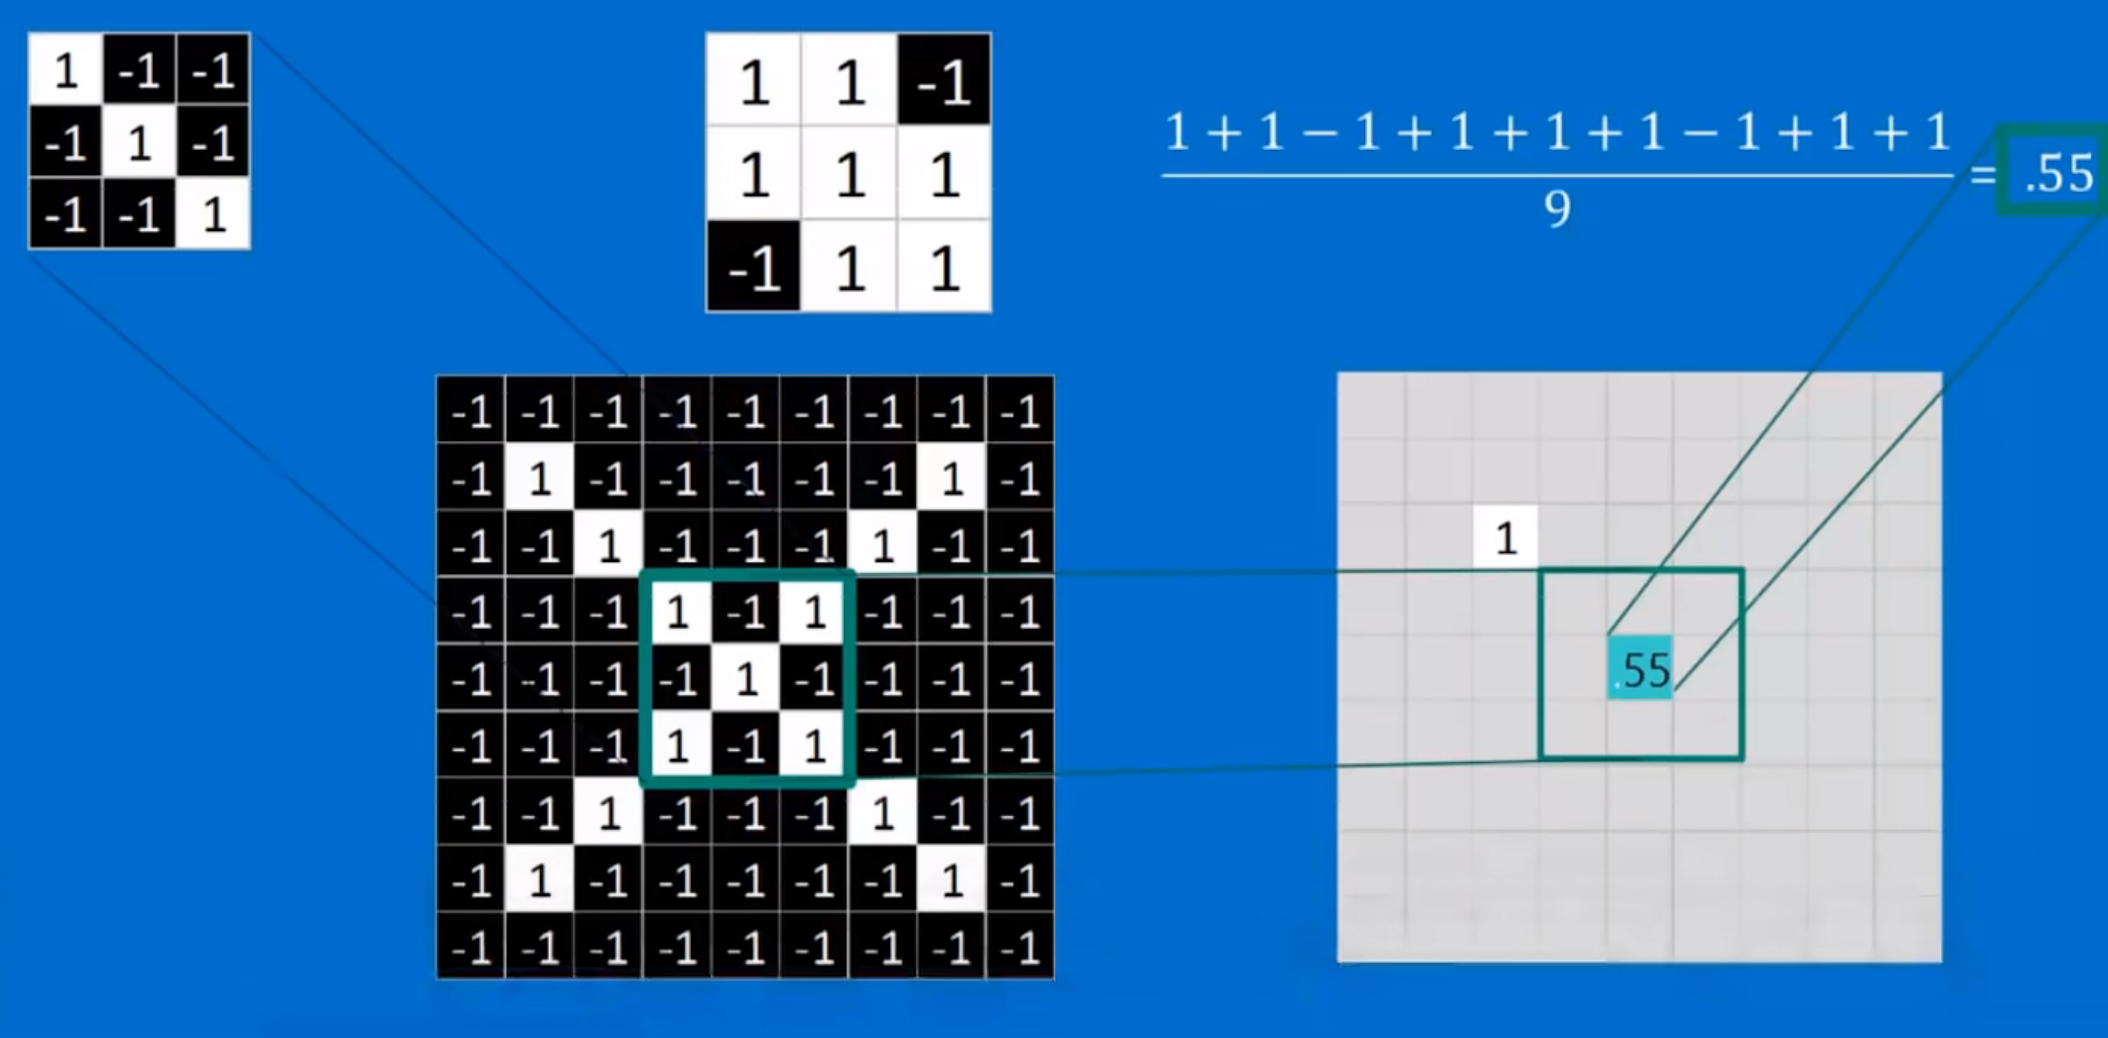 1 -1 -1
-1 1 -1
-1 -1 1
1 1 -1
1 1 1
-1 1 1
1 + 1 − 1 + 1 + 1 + 1 − 1 + 1 + 1
9
= .55
-1 -1 -1 -1 -1 -1 -1 -1 -1
-1 1 -1 -1 -1 -1 -1 1 -1
-1 -1 1 -1 -1 -1 1 -1 -1
-1 -1 -1 1 -1 1 -1 -1 -1
-1 -1 -1 -1 1 -1 -1 -1 -1
-1 -1 -1 1 -1 1 -1 -1 -1
-1 -1 1 -1 -1 -1 1 -1 -1
-1 1 -1 -1 -1 -1 -1 1 -1
-1 -1 -1 -1 -1 -1 -1 -1 -1
1
.55